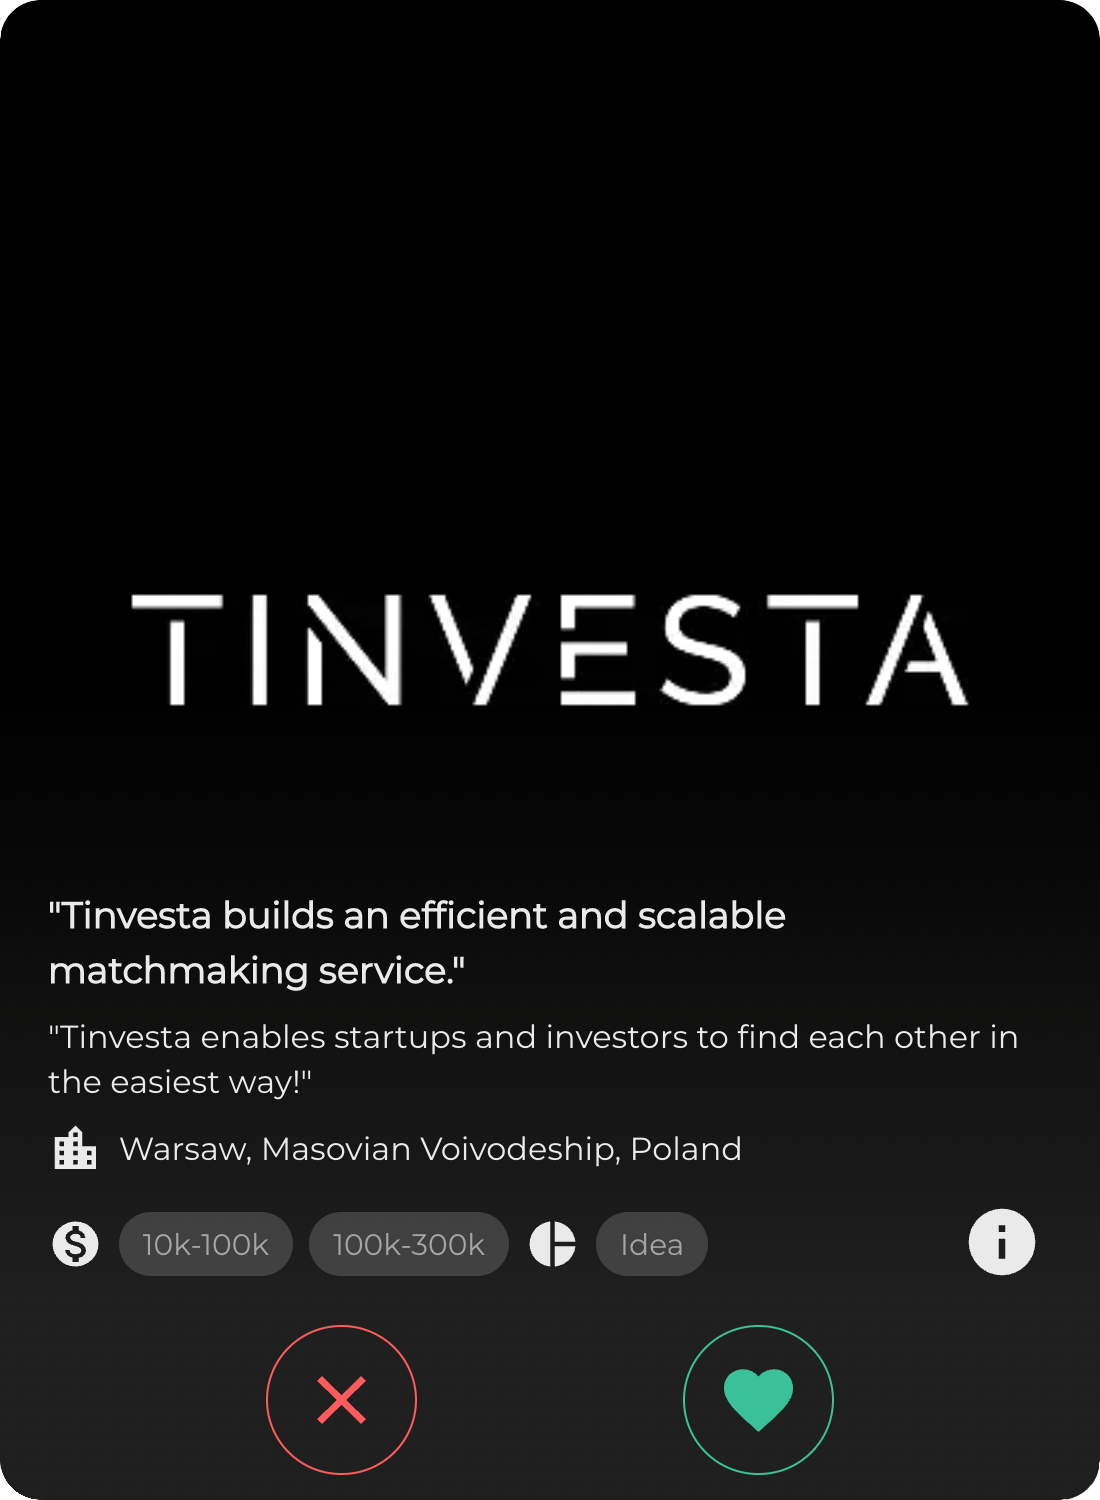 TINVESTA
"Tinvesta builds an efficient and scalable
matchmaking service."
"Tinvesta enables startups and investors to find each other in
the easiest way!"
Warsaw, Masovian Voivodeship, Poland
$ 10k-100k 100k-300k Idea i